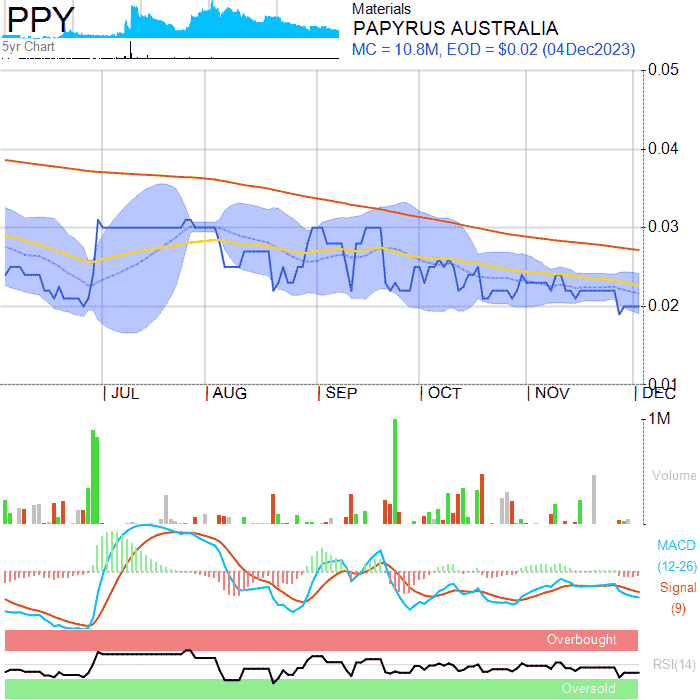 PPY
5yr Chart
Materials
PAPYRUS AUSTRALIA
MC = 10.8M, EOD = $0.02 (04Dec2023)
0.05
0.04
0.03
0.02
0.01
JUL
AUG
SEP
OCT
NOV
DEC
1M
Volume
MACD
(12-26)
Signal
(9)
Overbought
RSI(14)
Oversold